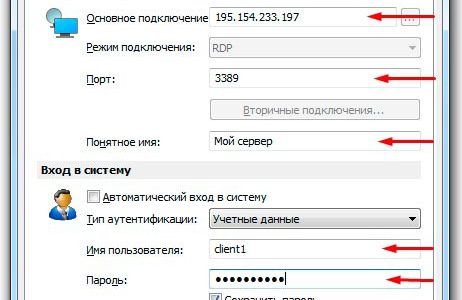 Основное подключение 195.154.233.197 ...
Режим подключения: RDP
Порт: 3389
Вторичные подключения...
Понятное имя: Мой сервер
Вход в систему
Автоматический вход в систему
Тип аутентификации: Учетные данные
Имя пользователя: client1
Пароль: ●●●●●●●●●●
Сохранить пароль